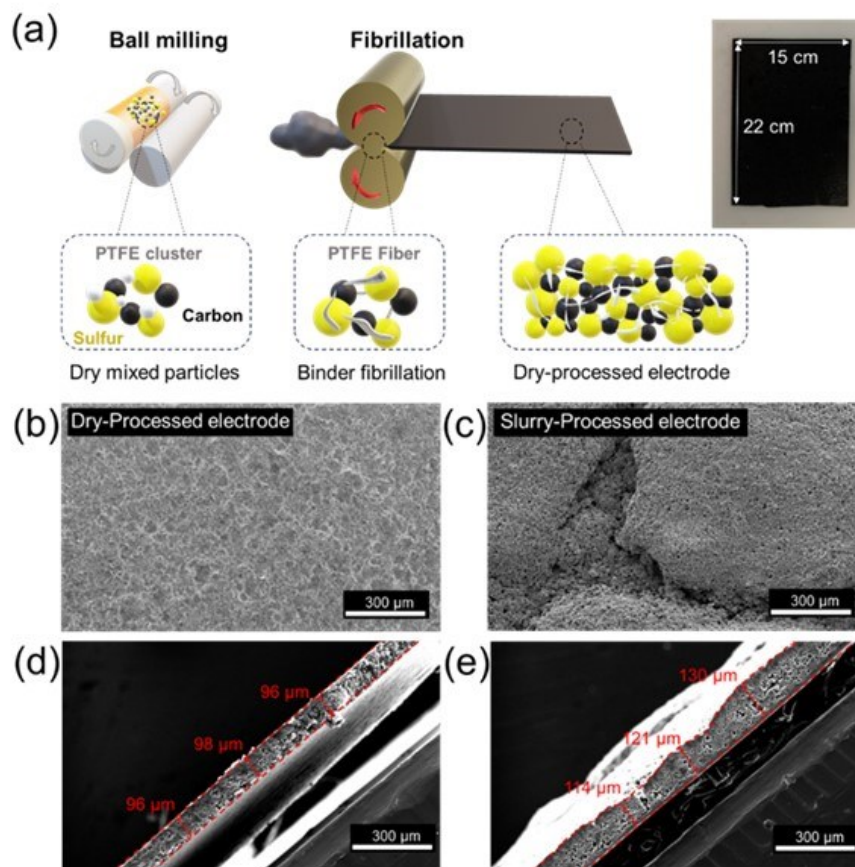 (a)
Ball milling
Fibrillation
15 cm
22 cm
PTFE cluster
Carbon
Sulfur
PTFE Fiber
Dry mixed particles
Binder fibrillation
Dry-processed electrode
(b)
Dry-Processed electrode
300 μm
(c)
Slurry-Processed electrode
300 μm
(d)
96 μm
98 μm
96 μm
300 μm
(e)
130 μm
121 μm
114 μm
300 μm